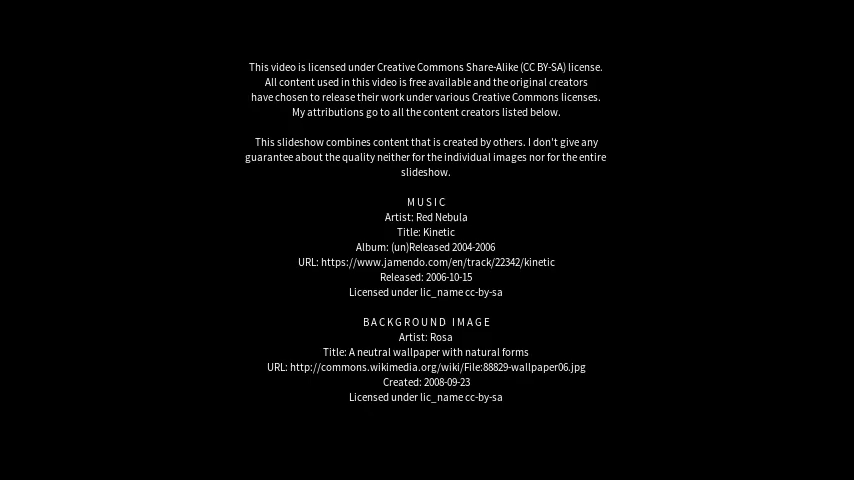 This video is licensed under Creative Commons Share-Alike (CC BY-SA) license.
All content used in this video is free available and the original creators
have chosen to release their work under various Creative Commons licenses.
My attributions go to all the content creators listed below.
This slideshow combines content that is created by others. I don't give any
guarantee about the quality neither for the individual images nor for the entire
slideshow.
M U S I C
Artist: Red Nebula
Title: Kinetic
Album: (un)Released 2004-2006
URL: https://www.jamendo.com/en/track/22342/kinetic
Released: 2006-10-15
Licensed under lic_name cc-by-sa
B A C K G R O U N D   I M A G E
Artist: Rosa
Title: A neutral wallpaper with natural forms
URL: http://commons.wikimedia.org/wiki/File:88829-wallpaper06.jpg
Created: 2008-09-23
Licensed under lic_name cc-by-sa